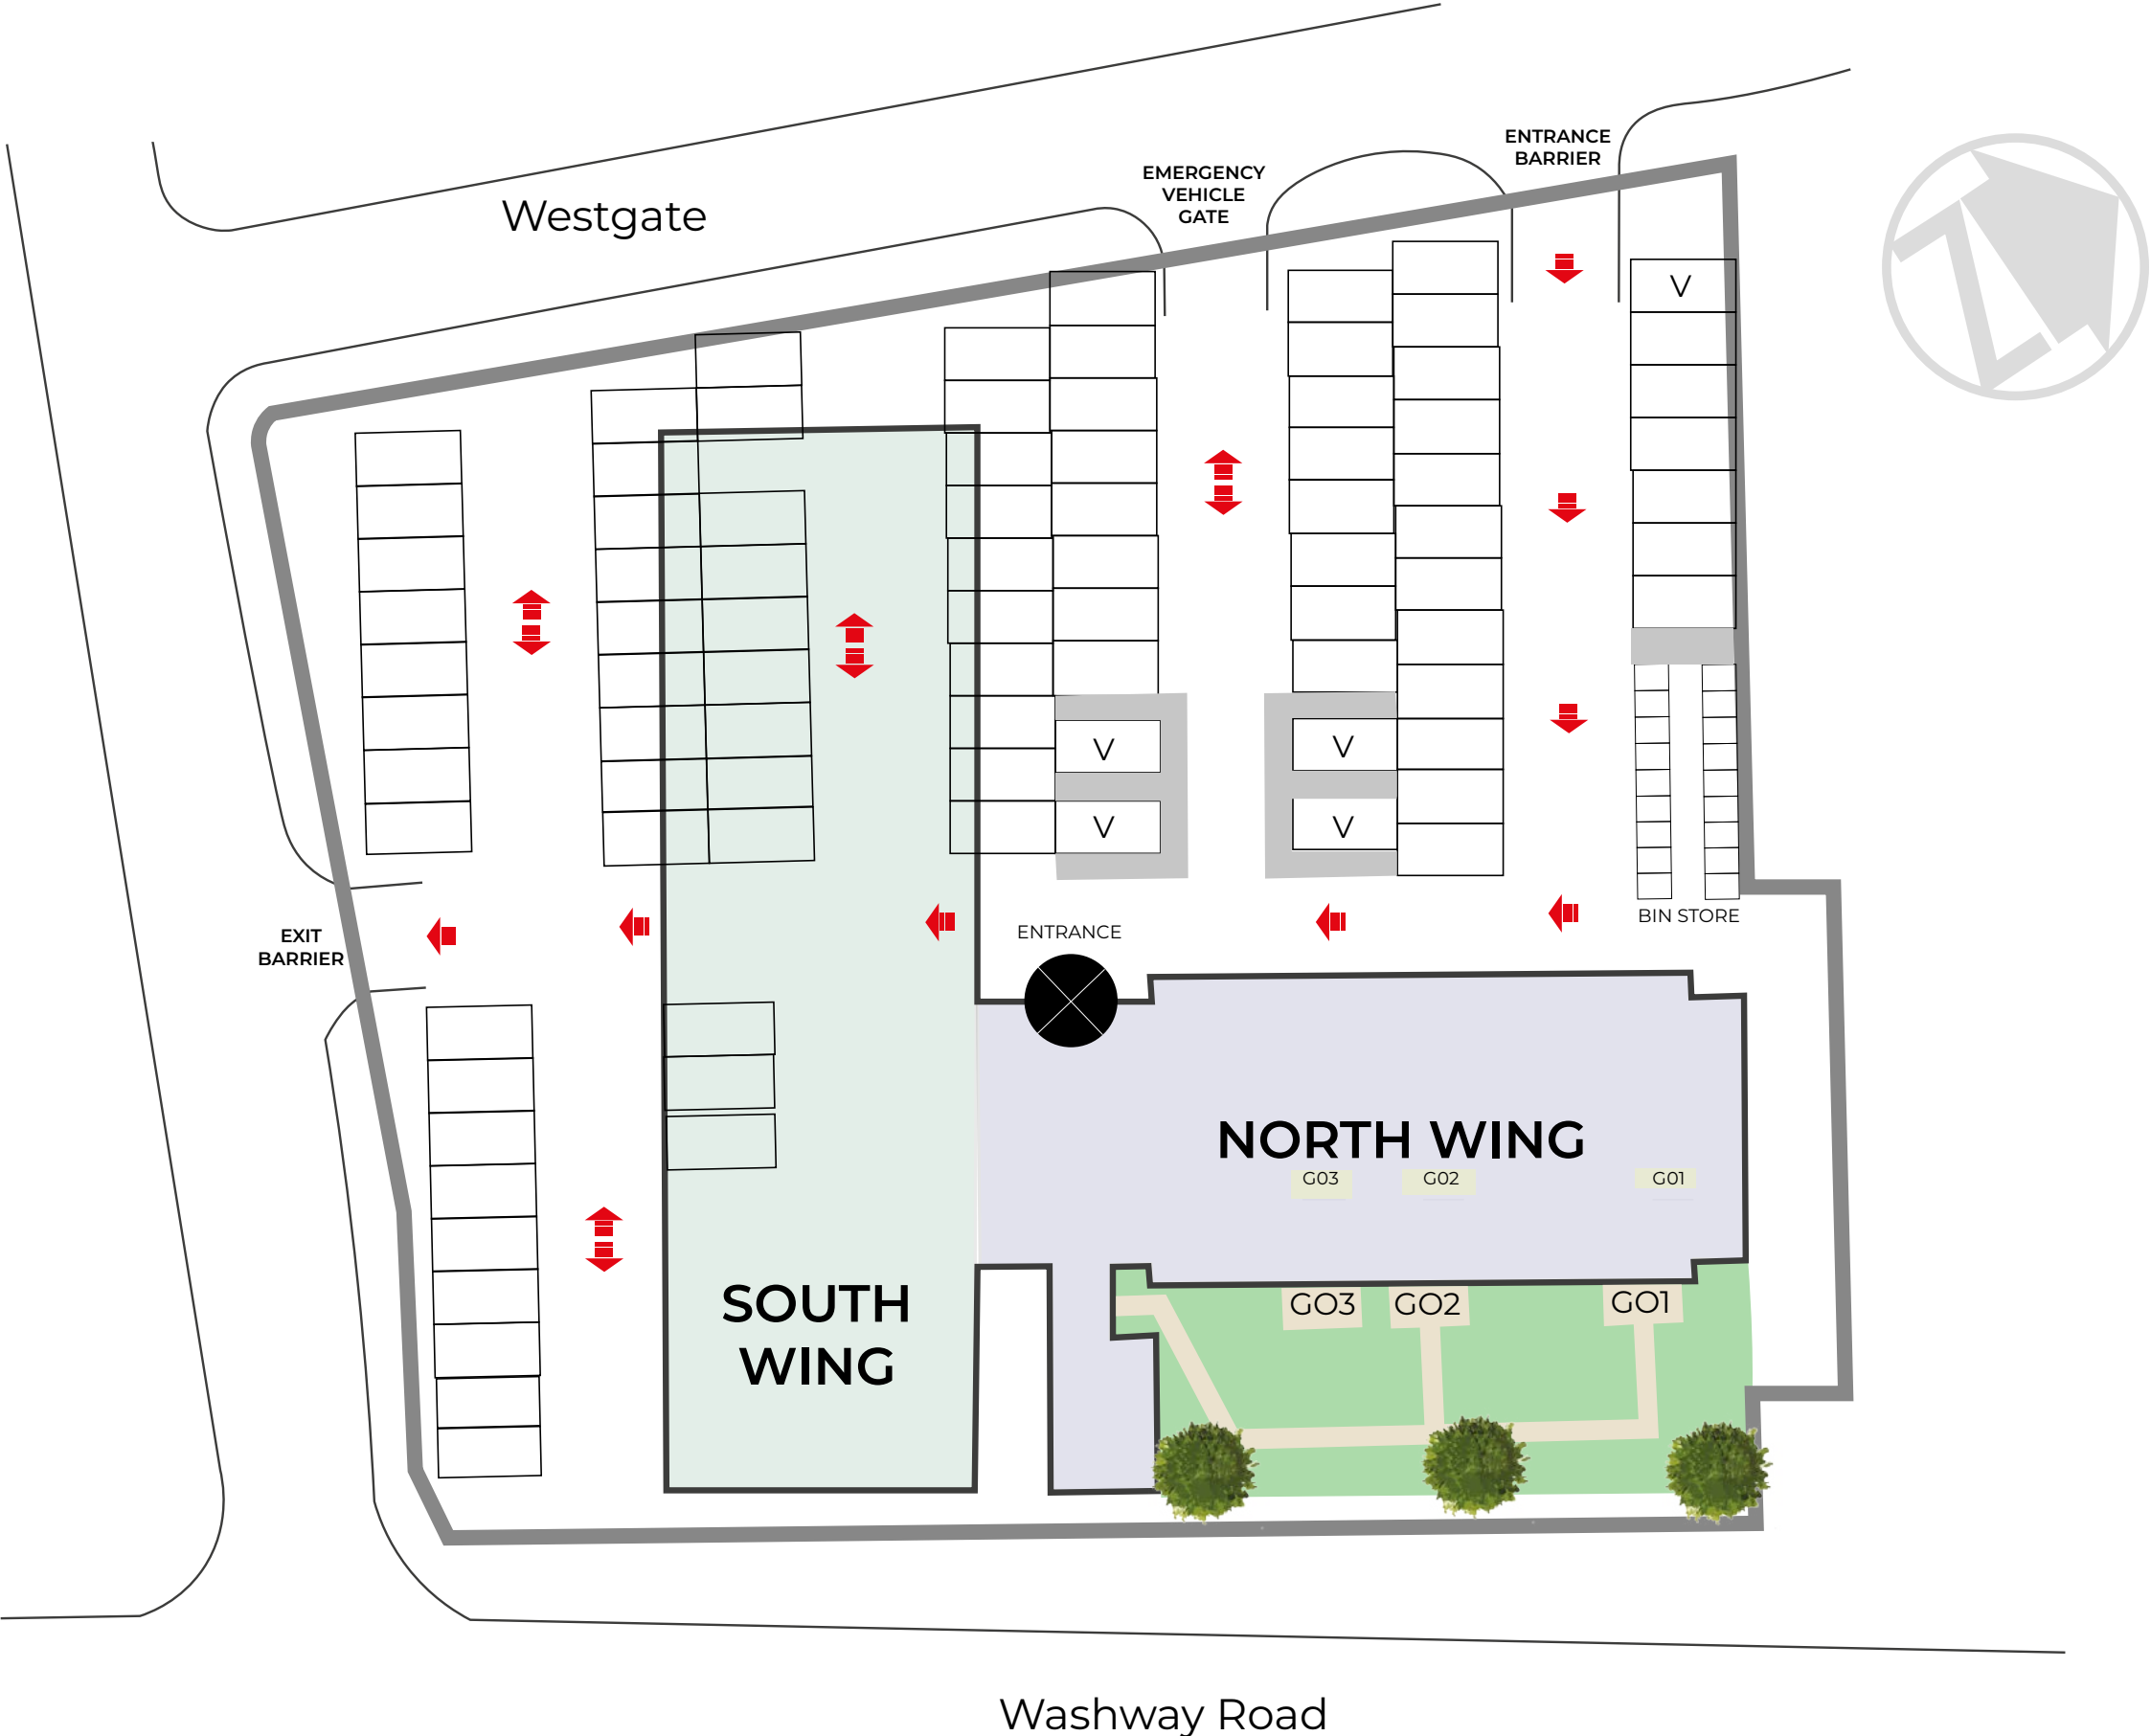 ENTRANCE
BARRIER
EMERGENCY
VEHICLE
GATE
Westgate
V
N
V
V
V
V
EXIT
BARRIER
ENTRANCE
BIN STORE
NORTH WING
G03
G02
G01
SOUTH
WING
GO3
GO2
GO1
Washway Road